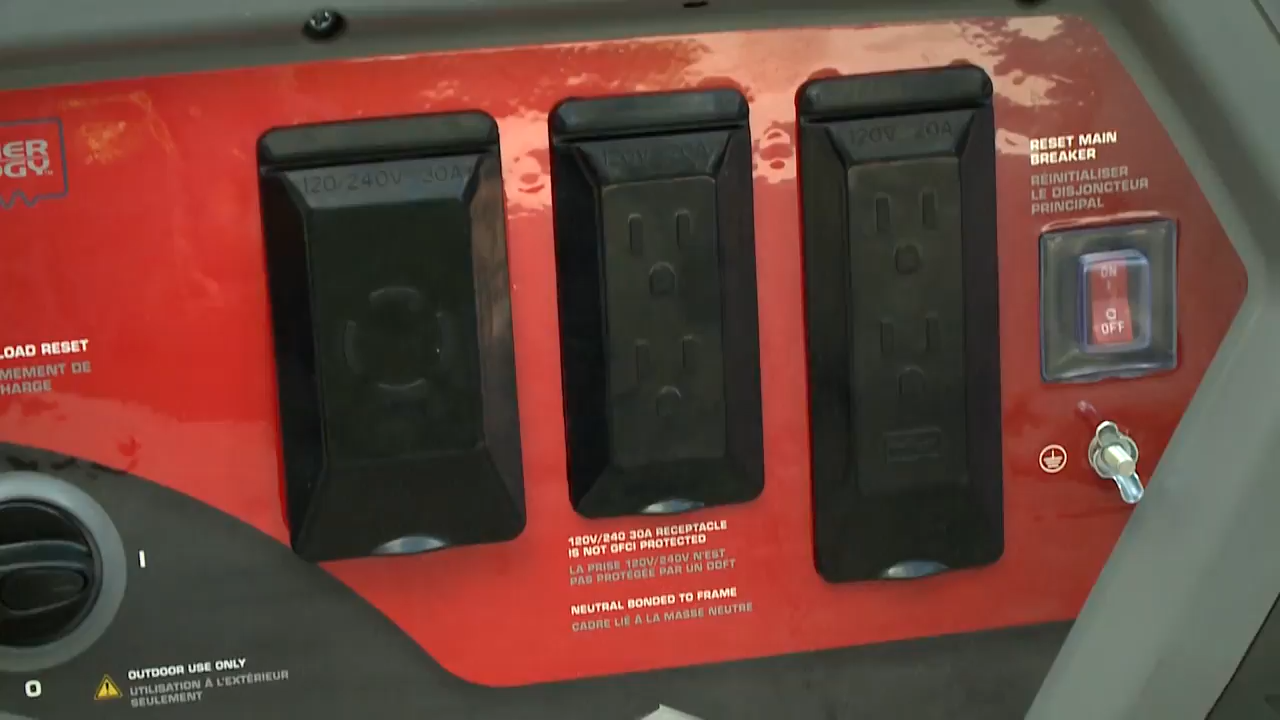 120/240V 30A
120V 20A
120V 20A
RESET MAIN
BREAKER
RÉINITIALISER
LE DISJONCTEUR
PRINCIPAL
ON
I
OFF
LOAD RESET
120V/240 30A RECEPTACLE
IS NOT GFCI PROTECTED
LA PRISE 120V/240V N'EST
PAS PROTÉGÉE PAR UN DDFT
NEUTRAL BONDED TO FRAME
CADRE LIÉ À LA MASSE NEUTRE
I
O
OUTDOOR USE ONLY
UTILISATION À L'EXTÉRIEUR
SEULEMENT